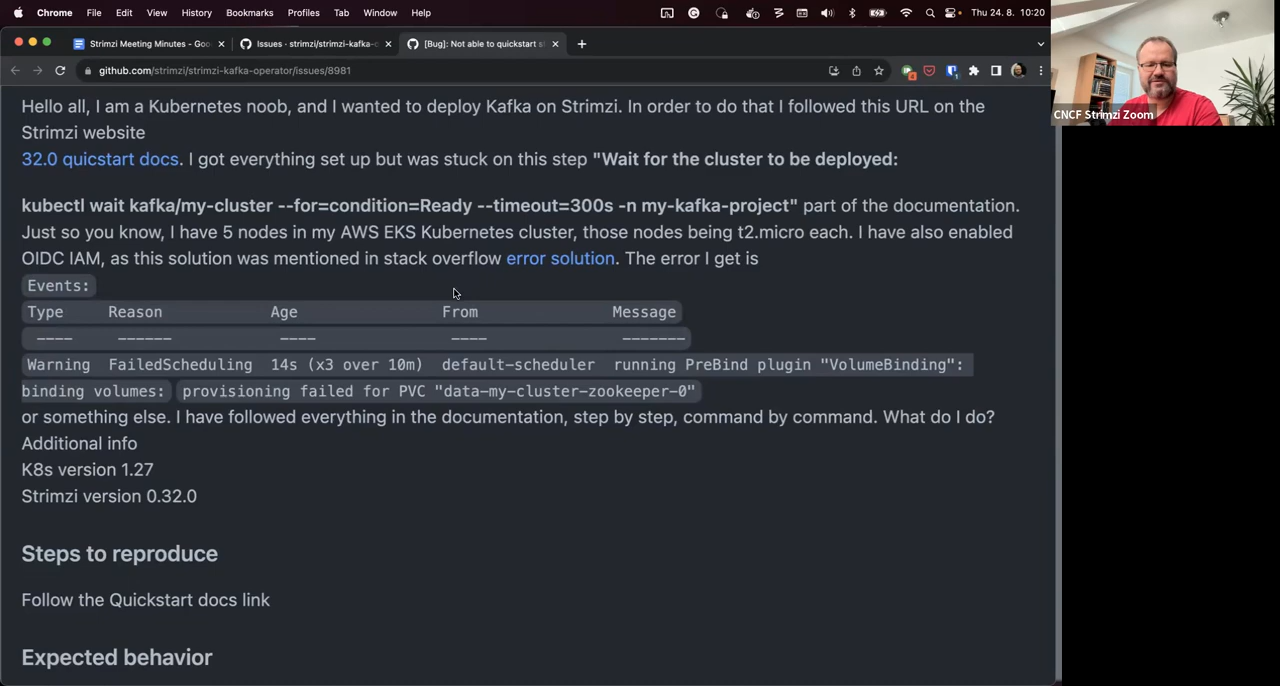 Chrome File Edit View History Bookmarks Profiles Tab Window Help Thu 24. 8. 10:20
Strimzi Meeting Minutes - Goo Issues · strimzi/strimzi-kafka-o [Bug]: Not able to quickstart s
github.com/strimzi/strimzi-kafka-operator/issues/8981
CNCF Strimzi Zoom
Hello all, I am a Kubernetes noob, and I wanted to deploy Kafka on Strimzi. In order to do that I followed this URL on the
Strimzi website
32.0 quicstart docs. I got everything set up but was stuck on this step "Wait for the cluster to be deployed:
kubectl wait kafka/my-cluster --for=condition=Ready --timeout=300s -n my-kafka-project" part of the documentation.
Just so you know, I have 5 nodes in my AWS EKS Kubernetes cluster, those nodes being t2.micro each. I have also enabled
OIDC IAM, as this solution was mentioned in stack overflow error solution. The error I get is
Events:
Type Reason Age From Message
---- ------ ---- ---- -------
Warning FailedScheduling 14s (x3 over 10m) default-scheduler running PreBind plugin "VolumeBinding":
binding volumes: provisioning failed for PVC "data-my-cluster-zookeeper-0"
or something else. I have followed everything in the documentation, step by step, command by command. What do I do?
Additional info
K8s version 1.27
Strimzi version 0.32.0
Steps to reproduce
Follow the Quickstart docs link
Expected behavior